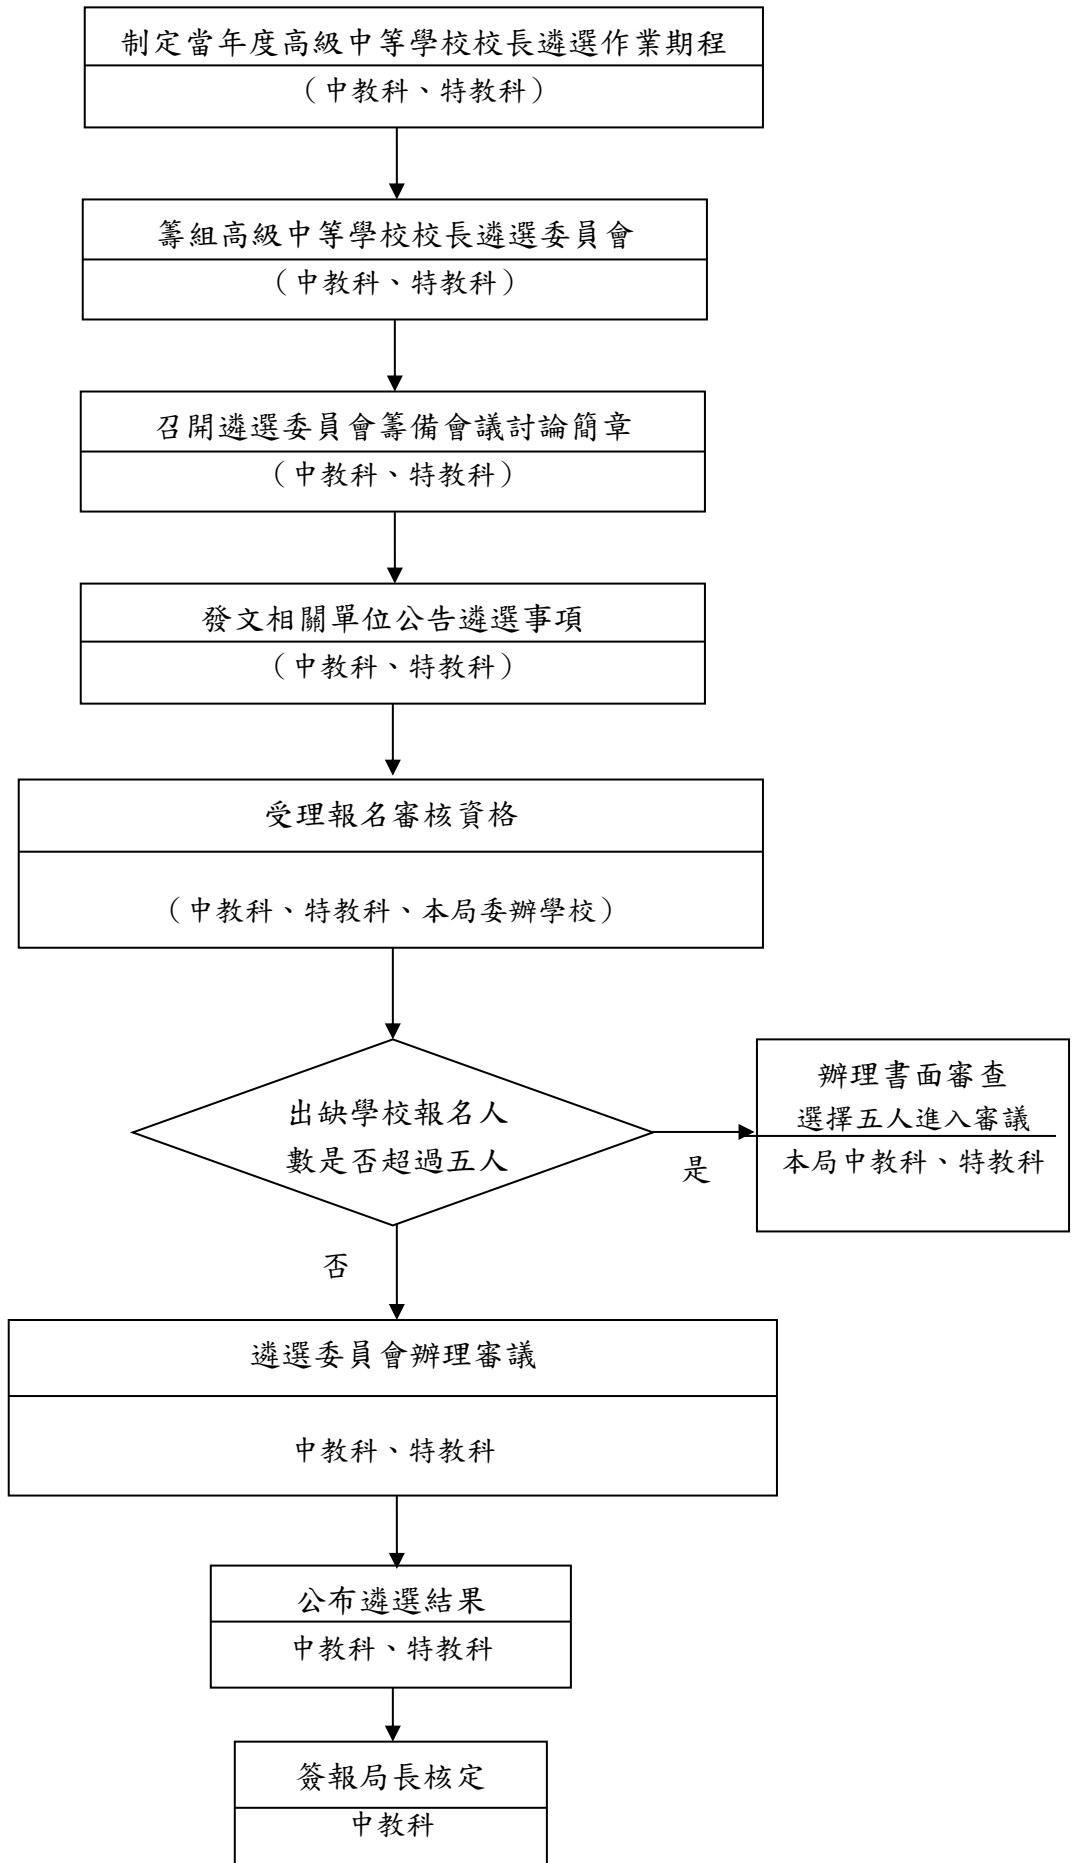 制定當年度高級中等學校校長遴選作業期程
（中教科、特教科）
籌組高級中等學校校長遴選委員會
（中教科、特教科）
召開遴選委員會籌備會議討論簡章
（中教科、特教科）
發文相關單位公告遴選事項
（中教科、特教科）
受理報名審核資格
（中教科、特教科、本局委辦學校）
出缺學校報名人
數是否超過五人
是
辦理書面審查
選擇五人進入審議
本局中教科、特教科
否
遴選委員會辦理審議
中教科、特教科
公布遴選結果
中教科、特教科
簽報局長核定
中教科